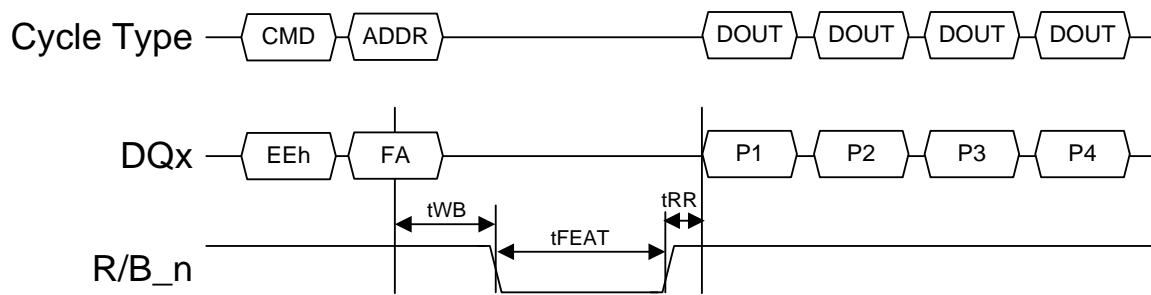 Cycle Type CMD ADDR DOUT DOUT DOUT DOUT
DQx EEh FA P1 P2 P3 P4
tWB tRR
tFEAT
R/B_n